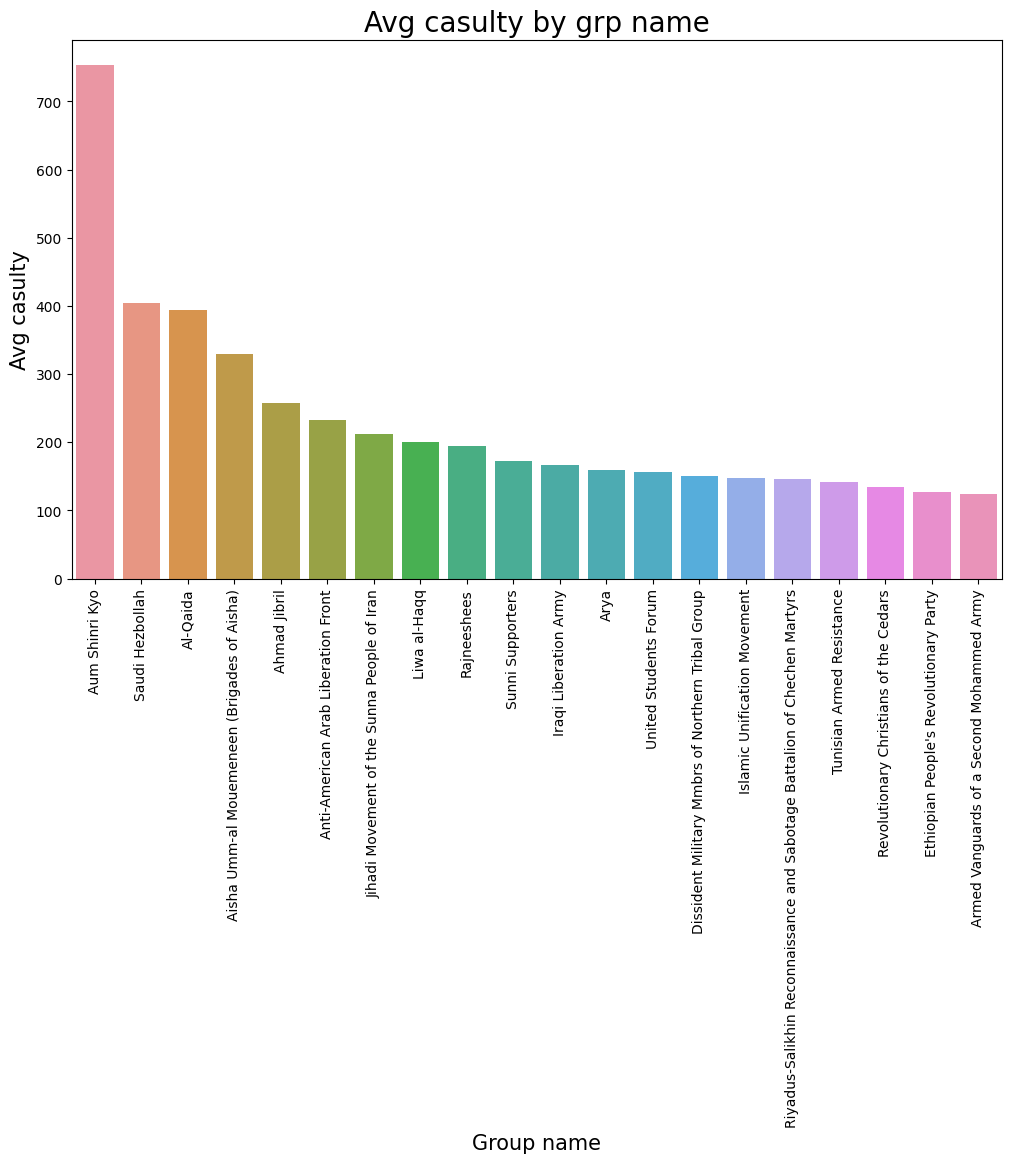 Avg casulty by grp name
Avg casulty
700
600
500
400
300
200
100
0
Aum Shinri Kyo
Saudi Hezbollah
Al-Qaida
Aisha Umm-al Mouemeneen (Brigades of Aisha)
Ahmad Jibril
Anti-American Arab Liberation Front
Jihadi Movement of the Sunna People of Iran
Liwa al-Haqq
Rajneeshees
Sunni Supporters
Iraqi Liberation Army
Arya
United Students Forum
Dissident Military Mmbrs of Northern Tribal Group
Islamic Unification Movement
Riyadus-Salikhin Reconnaissance and Sabotage Battalion of Chechen Martyrs
Tunisian Armed Resistance
Revolutionary Christians of the Cedars
Ethiopian People's Revolutionary Party
Armed Vanguards of a Second Mohammed Army
Group name